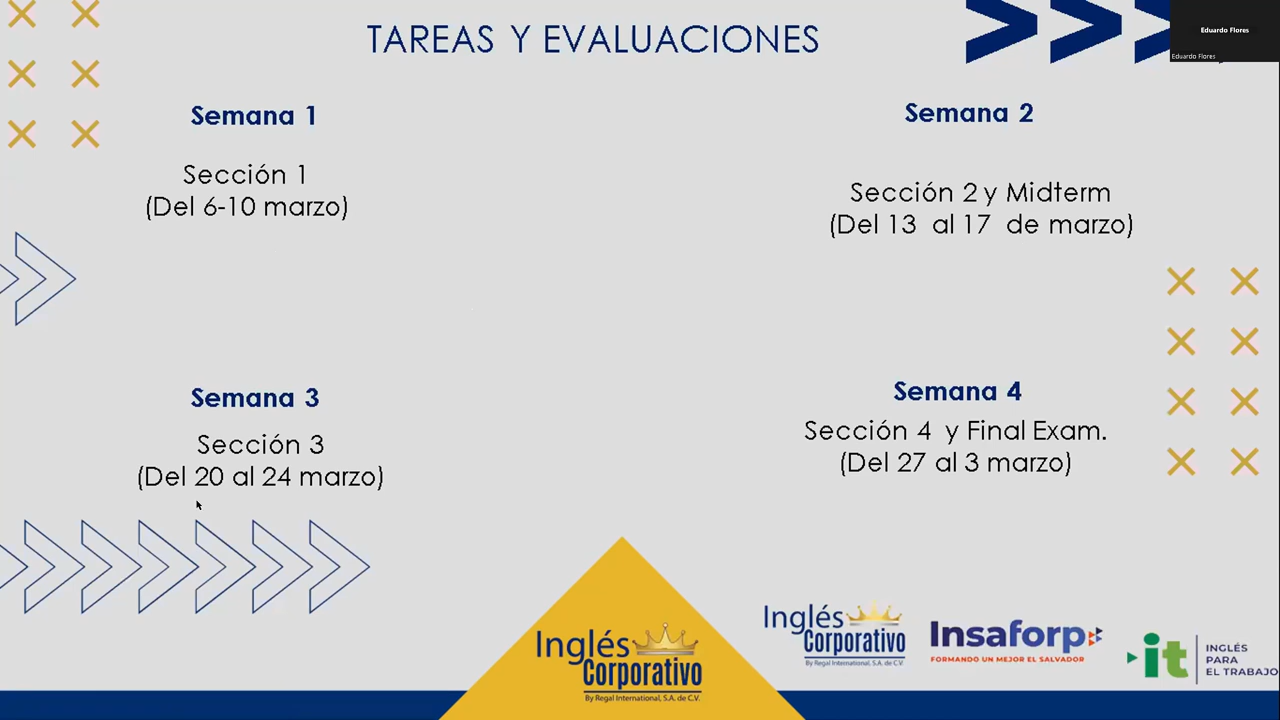 TAREAS Y EVALUACIONES
Eduardo Flores
Eduardo Flores
Semana 1
Sección 1
(Del 6-10 marzo)
Semana 2
Sección 2 y Midterm
(Del 13 al 17 de marzo)
Semana 3
Sección 3
(Del 20 al 24 marzo)
Semana 4
Sección 4 y Final Exam.
(Del 27 al 3 marzo)
Inglés
Corporativo
By Regal International, S.A. de C.V.
Inglés
Corporativo
By Regal International, S.A. de C.V.
Insaforp
FORMANDO UN MEJOR EL SALVADOR
it
INGLÉS
PARA
EL TRABAJO